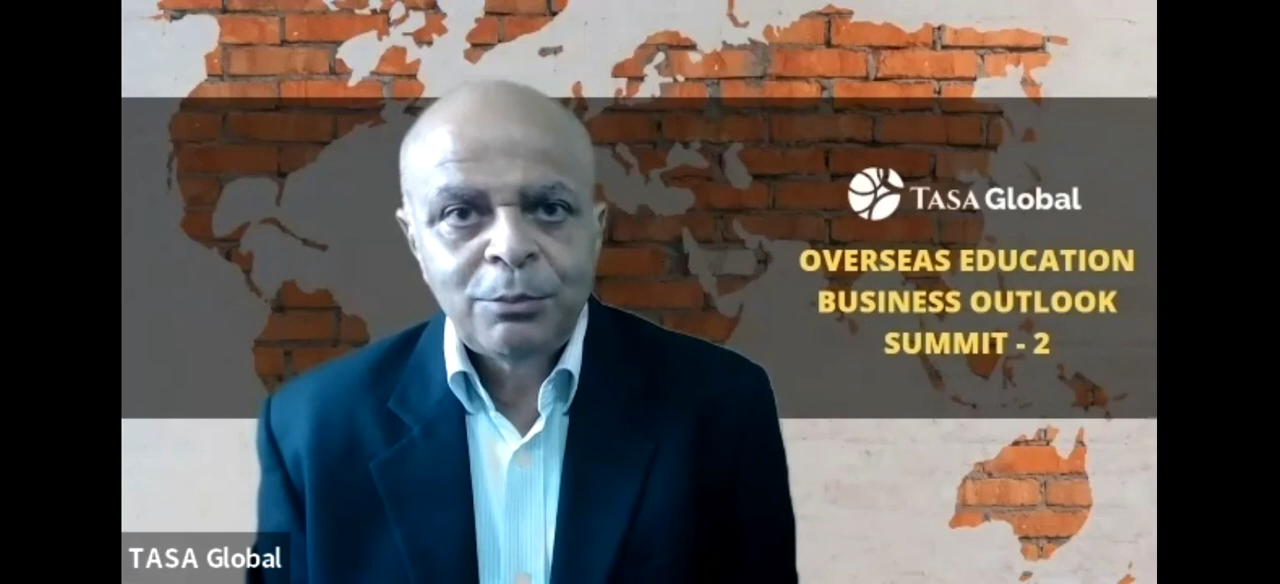 TASA Global
OVERSEAS EDUCATION
BUSINESS OUTLOOK
SUMMIT - 2
TASA Global